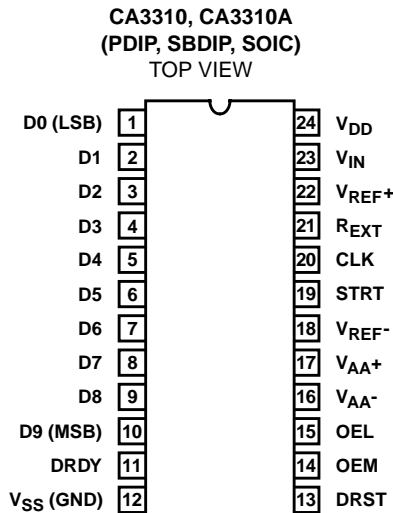 CA3310, CA3310A
(PDIP, SBDIP, SOIC)
TOP VIEW
D0 (LSB) 1 24 VDD
D1 2 23 VIN
D2 3 22 VREF+
D3 4 21 REXT
D4 5 20 CLK
D5 6 19 STRT
D6 7 18 VREF-
D7 8 17 VAA+
D8 9 16 VAA-
D9 (MSB) 10 15 OEL
DRDY 11 14 OEM
VSS (GND) 12 13 DRST